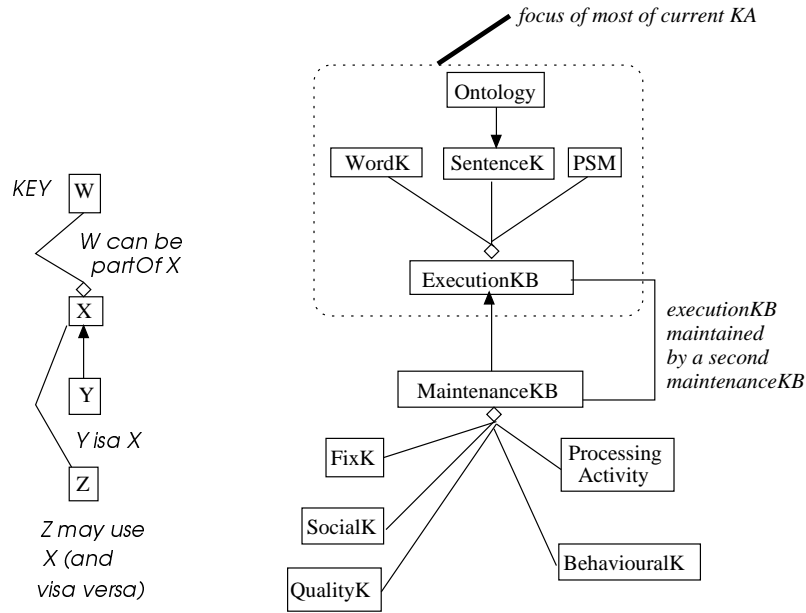 focus of most of current KA
Ontology
WordK
SentenceK
PSM
ExecutionKB
executionKB
maintained
by a second
maintenanceKB
MaintenanceKB
FixK
Processing
Activity
SocialK
BehaviouralK
QualityK
KEY
W
W can be
partOf X
X
Y
Y isa X
Z
Z may use
X (and
visa versa)